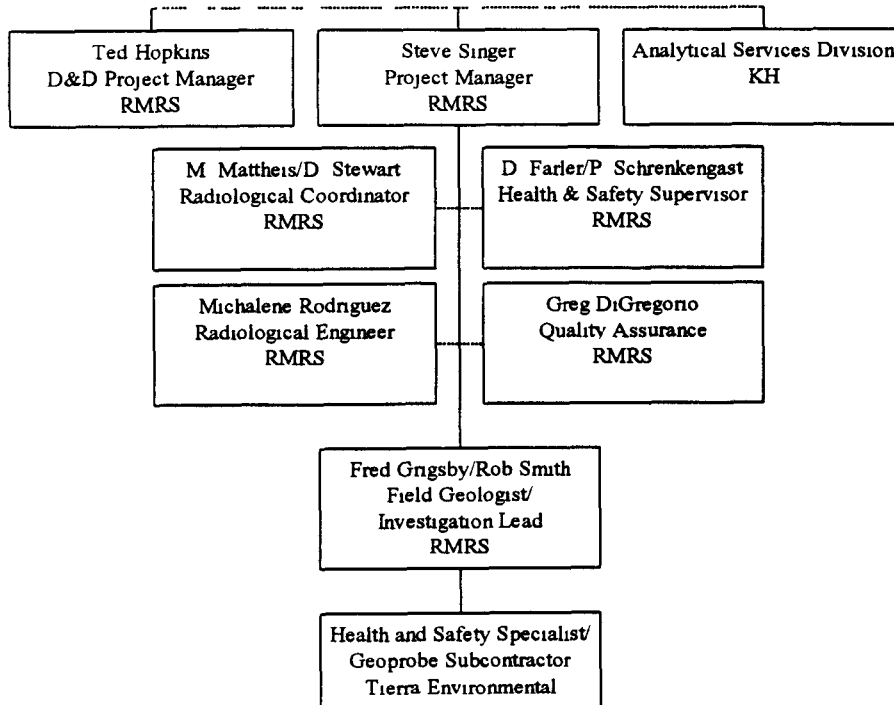 Ted Hopkins
D&D Project Manager
RMRS
Steve Singer
Project Manager
RMRS
Analytical Services Division
KH
M Mattheis/D Stewart
Radiological Coordinator
RMRS
D Farler/P Schrenkengast
Health & Safety Supervisor
RMRS
Michalene Rodriguez
Radiological Engineer
RMRS
Greg DiGregorio
Quality Assurance
RMRS
Fred Grigsby/Rob Smith
Field Geologist/
Investigation Lead
RMRS
Health and Safety Specialist/
Geoprobe Subcontractor
Tierra Environmental